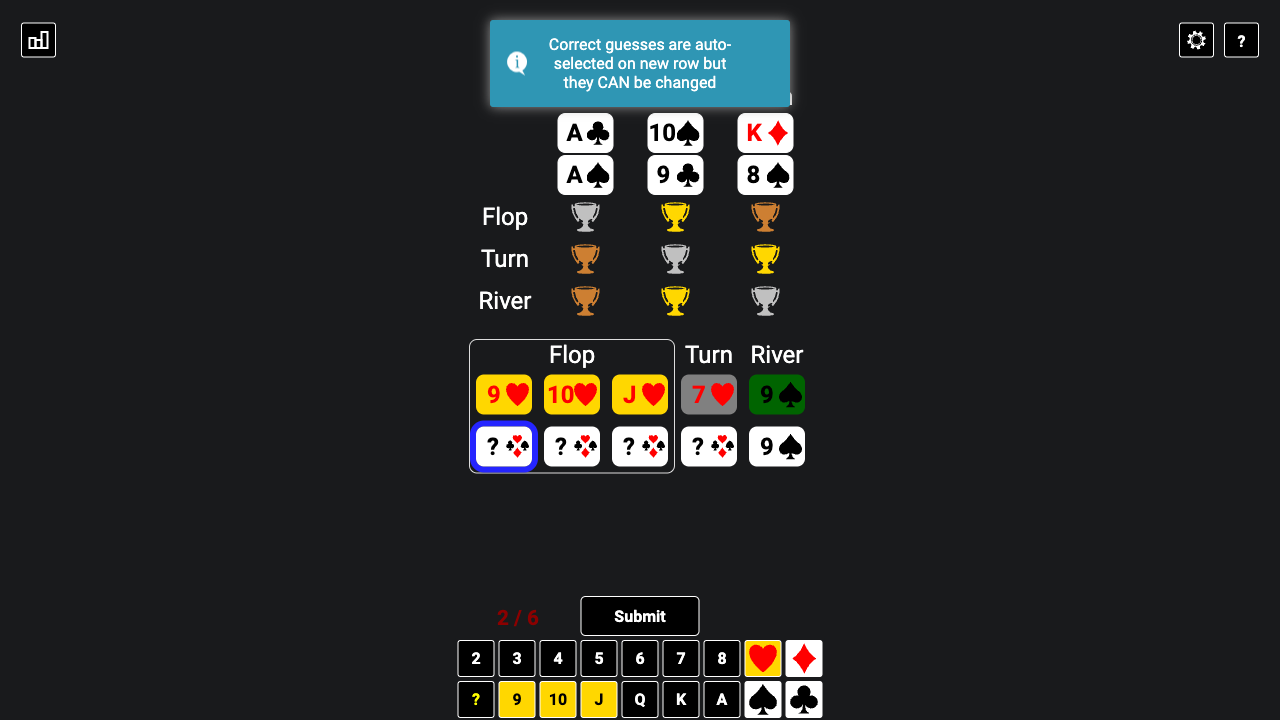 Correct guesses are auto-
selected on new row but
they CAN be changed
?
A 10 K
A 9 8
Flop
Turn
River
Flop Turn River
9 10 J 7 9
? ? ? ? 9
2 / 6 Submit
2 3 4 5 6 7 8
? 9 10 J Q K A